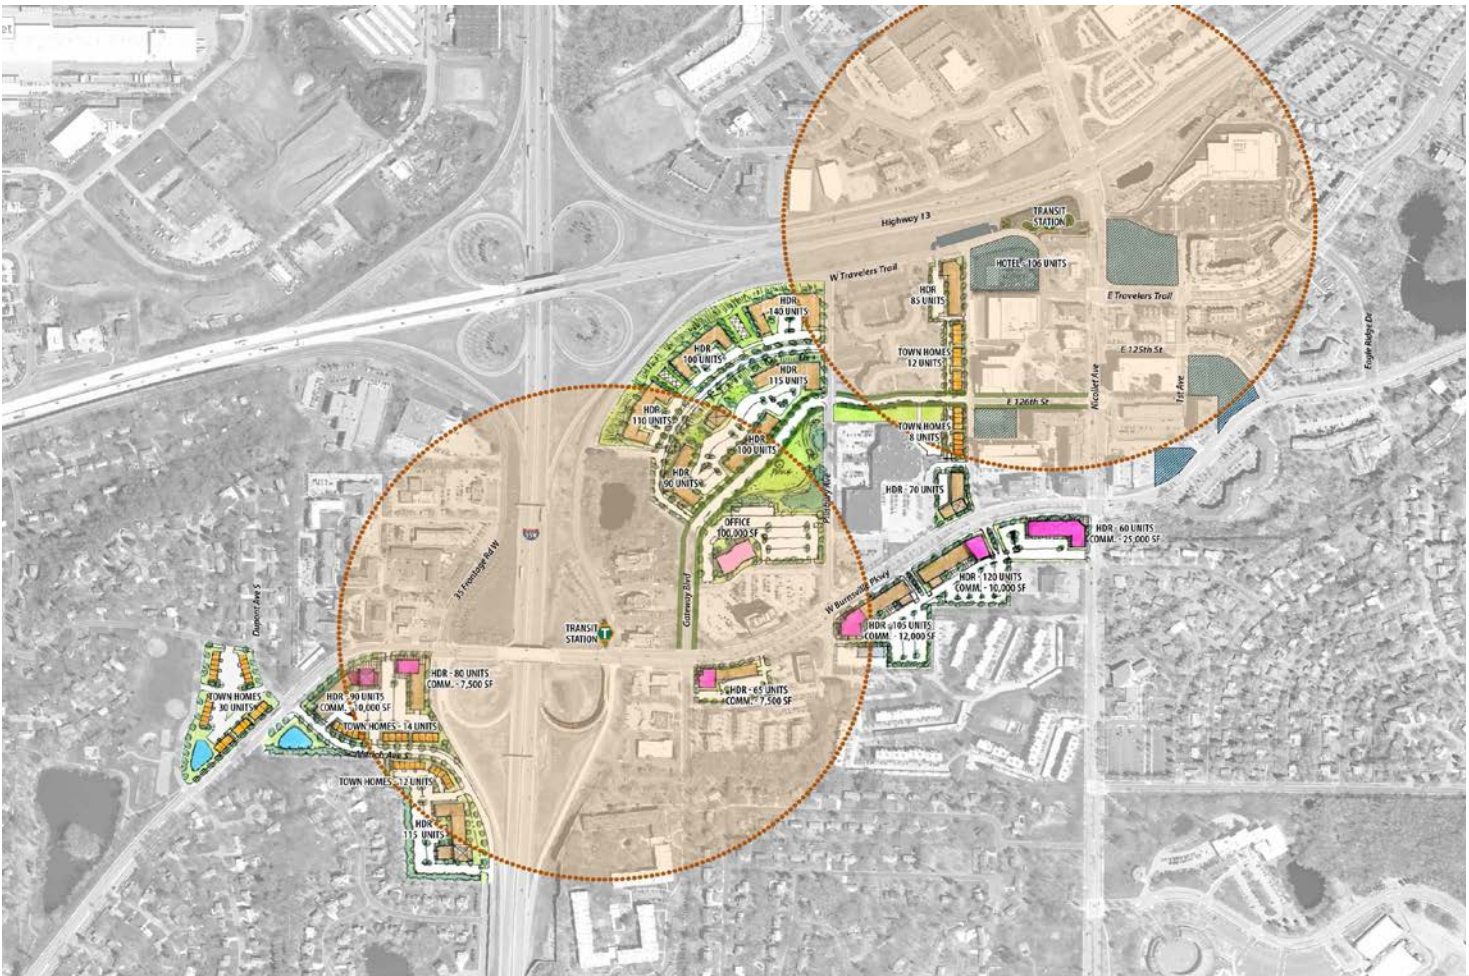 Highway 13
TRANSIT
STATION
W Travelers Trail
HOTEL - 106 UNITS
HDR
85 UNITS
E Travelers Trail
HDR
140 UNITS
HDR
100 UNITS
HDR
115 UNITS
TOWN HOMES
12 UNITS
E 125th St
Eagle Ridge Dr
Nicollet Ave
1st Ave
E 126th St
HDR
110 UNITS
HDR
100 UNITS
TOWN HOMES
8 UNITS
HDR
90 UNITS
HDR - 70 UNITS
Pillsbury Ave
OFFICE
100,000 SF
HDR - 60 UNITS
COMM. - 25,000 SF
35 Frontage Rd W
Gateway Blvd
W Burnsville Pkwy
HDR - 120 UNITS
COMM. - 10,000 SF
Dupont Ave S
TRANSIT
STATION
T
HDR - 105 UNITS
COMM. - 12,000 SF
HDR - 80 UNITS
COMM. - 7,500 SF
HDR - 90 UNITS
COMM. - 10,000 SF
HDR - 65 UNITS
COMM. - 7,500 SF
TOWN HOMES
- 30 UNITS
TOWN HOMES - 14 UNITS
Ave S
TOWN HOMES - 12 UNITS
HDR
115 UNITS